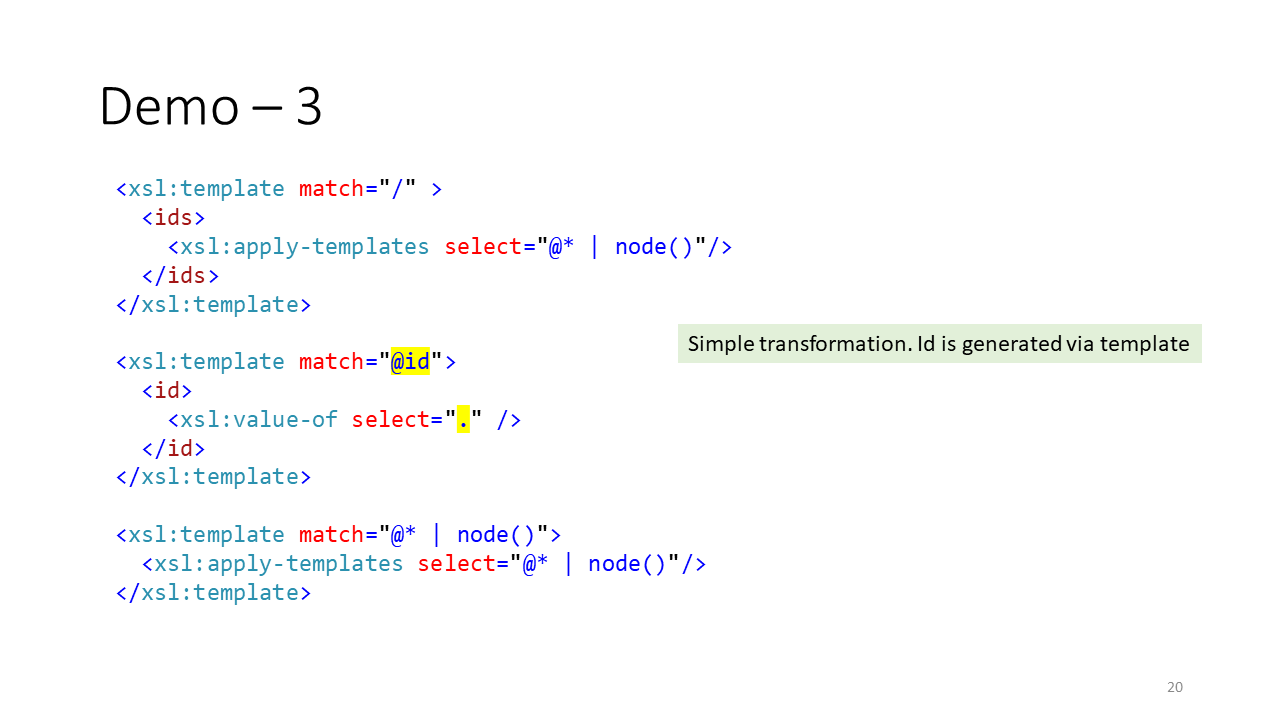 Demo – 3
<xsl:template match="/" >
  <ids>
    <xsl:apply-templates select="@* | node()"/>
  </ids>
</xsl:template>
<xsl:template match="@id">
  <id>
    <xsl:value-of select="." />
  </id>
</xsl:template>
<xsl:template match="@* | node()">
  <xsl:apply-templates select="@* | node()"/>
</xsl:template>
Simple transformation. Id is generated via template
20